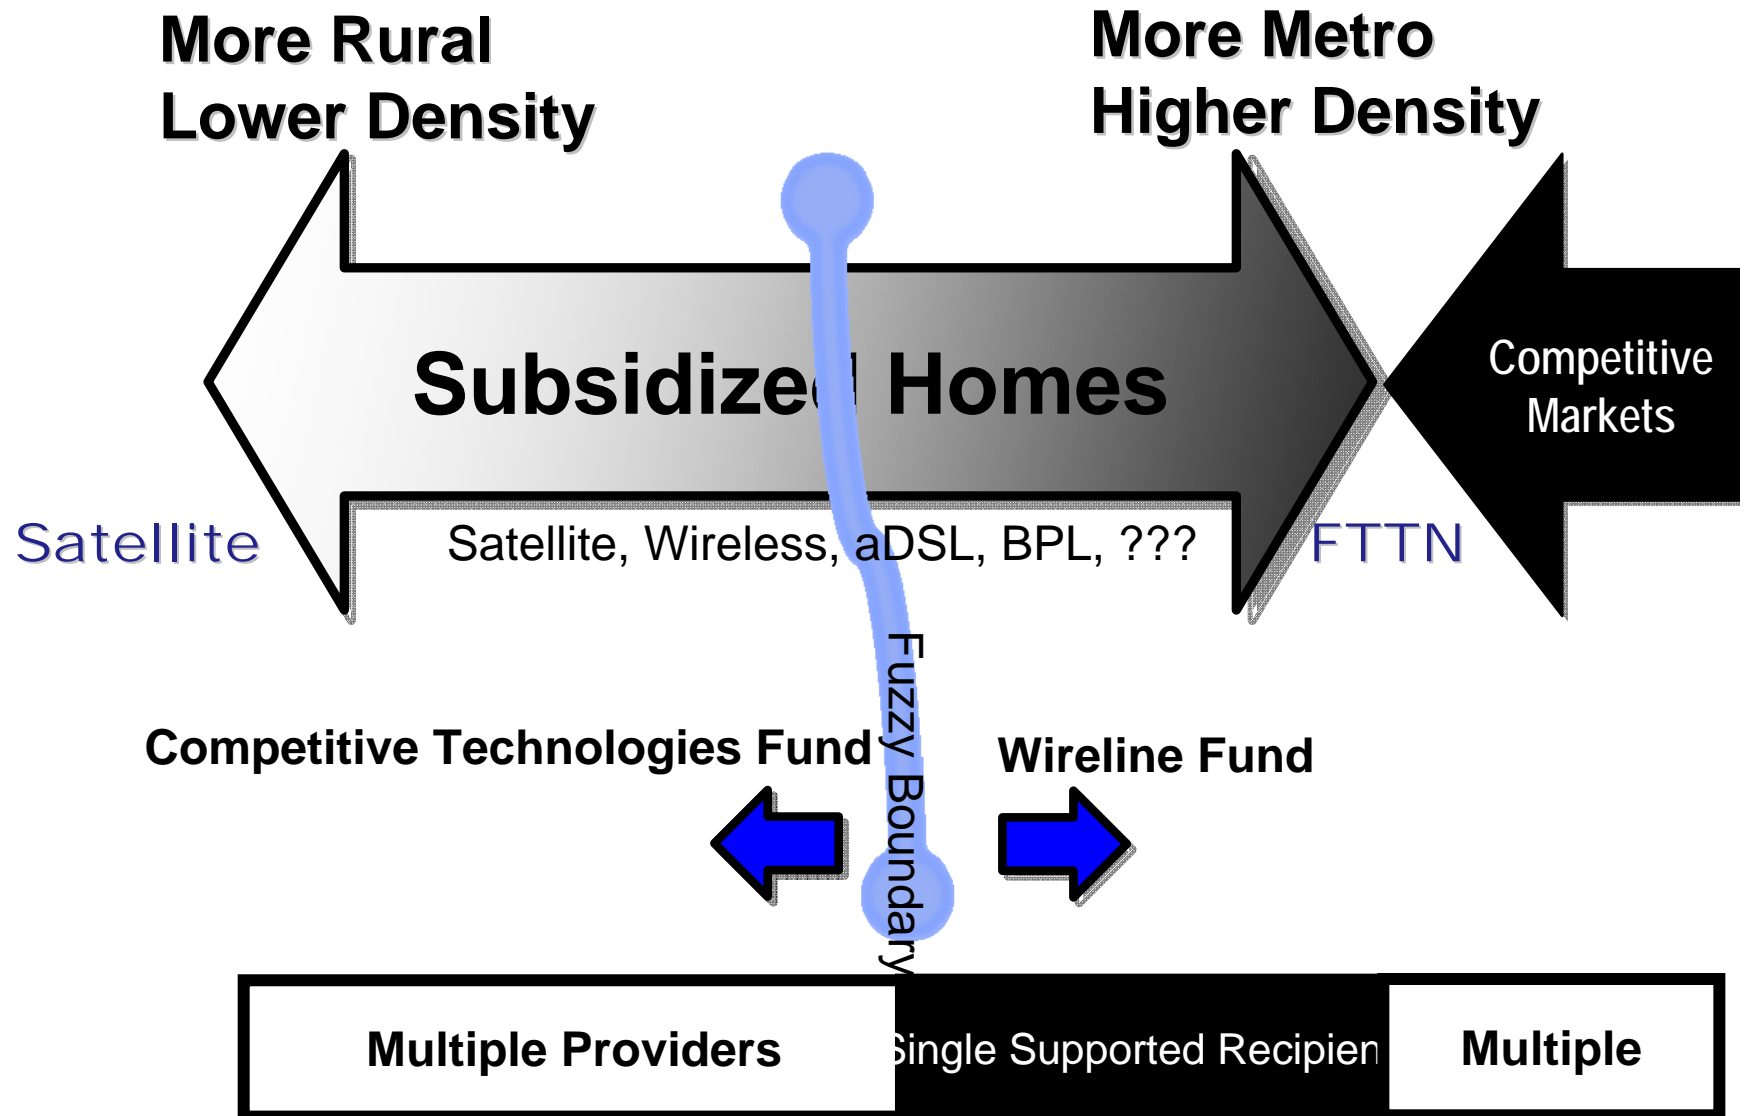 More Rural
Lower Density
More Metro
Higher Density
Subsidized Homes
Competitive
Markets
Satellite
Satellite, Wireless, aDSL, BPL, ???
FTTN
Fuzzy Boundary
Competitive Technologies Fund
Wireline Fund
Multiple Providers
Single Supported Recipien
Multiple